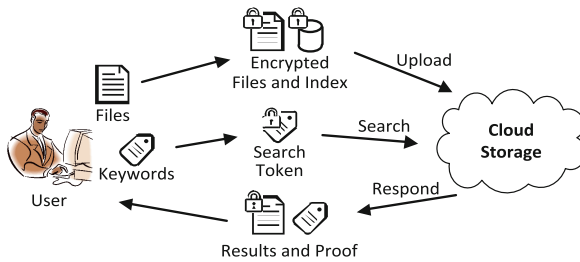 Encrypted
Files and Index
Upload
Files
Search
Cloud
Storage
Keywords
Search
Token
User
Respond
Results and Proof